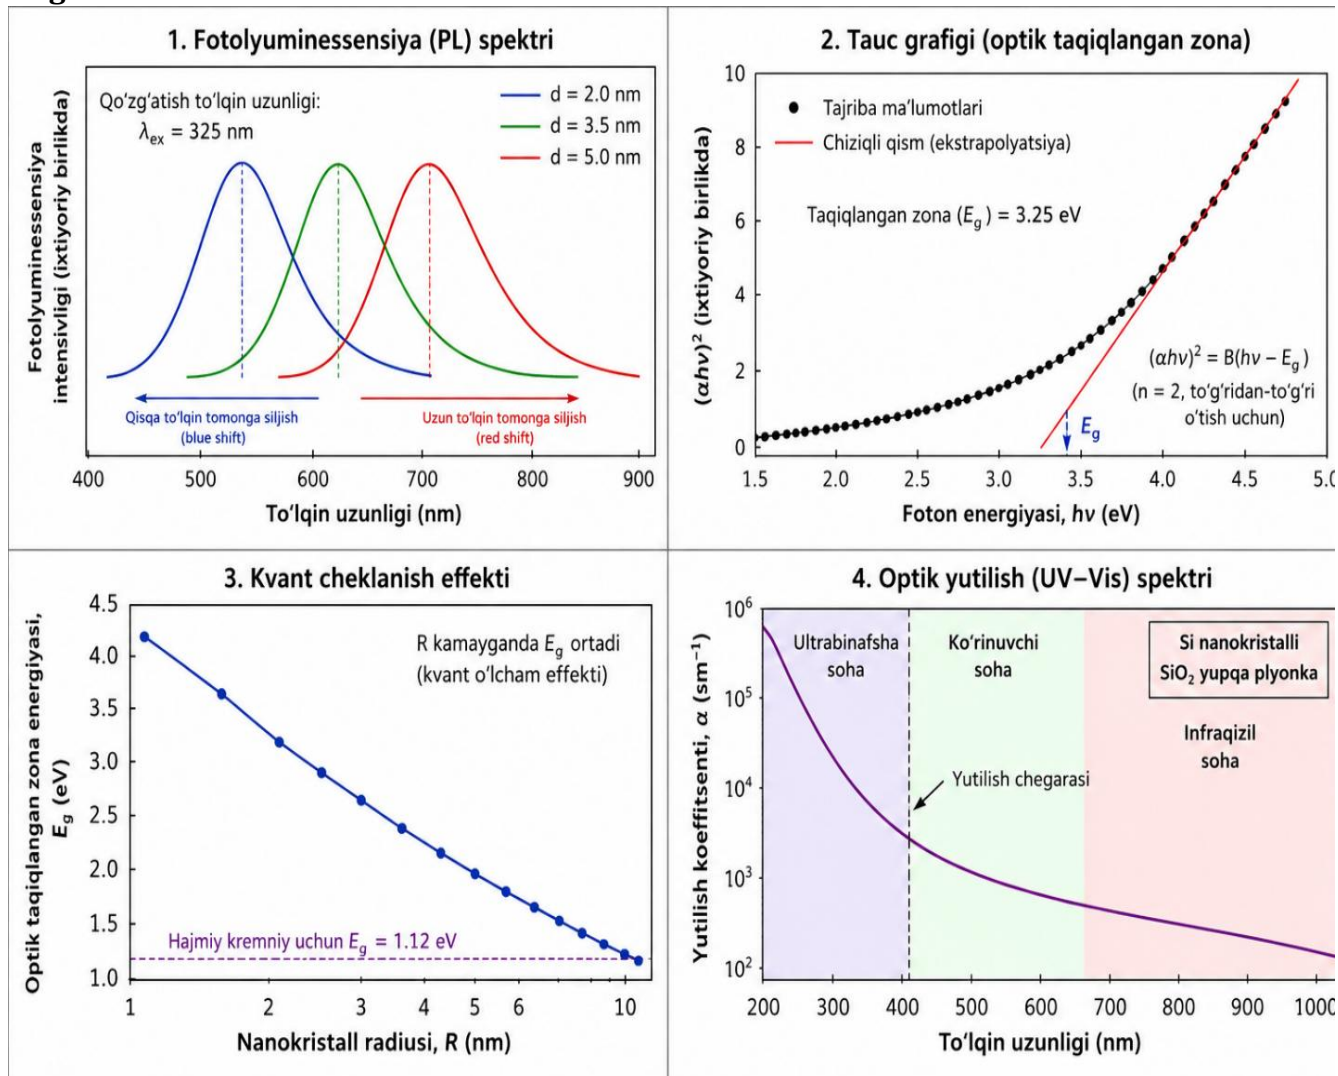 1. Fotolyuminessensiya (PL) spektri
Fotolyuminessensiya
intensivligi (ixtiyoriy birlikda)
Qo‘zg‘atish to‘lqin uzunligi:
λex = 325 nm
d = 2.0 nm
d = 3.5 nm
d = 5.0 nm
Qisqa to‘lqin tomonga siljish
(blue shift)
Uzun to‘lqin tomonga siljish
(red shift)
400 500 600 700 800 900
To‘lqin uzunligi (nm)
2. Tauc grafigi (optik taqiqlangan zona)
(αhν)² (ixtiyoriy birlikda)
10
8
6
4
2
0
Tajriba ma’lumotlari
Chiziqli qism (ekstrapolyatsiya)
Taqiqlangan zona (Eg) = 3.25 eV
(αhν)² = B(hν – Eg)
(n = 2, to‘g‘ridan-to‘g‘ri
o‘tish uchun)
Eg
1.5 2.0 2.5 3.0 3.5 4.0 4.5 5.0
Foton energiyasi, hν (eV)
3. Kvant cheklanish effekti
Optik taqiqlangan zona energiyasi,
Eg (eV)
4.5
4.0
3.5
3.0
2.5
2.0
1.5
1.0
R kamayganda Eg ortadi
(kvant o‘lcham effekti)
Hajmiy kremniy uchun Eg = 1.12 eV
1 2 3 4 5 6 10
Nanokristall radiusi, R (nm)
4. Optik yutilish (UV–Vis) spektri
Yutilish koeffitsenti, α (sm⁻¹)
10⁶
10⁵
10⁴
10³
10²
Ultrabinafsha
soha
Ko‘rinuvchi
soha
Si nanokristalli
SiO₂ yupqa plyonka
Infraqizil
soha
Yutilish chegarasi
200 300 400 500 600 700 800 900 1000
To‘lqin uzunligi (nm)